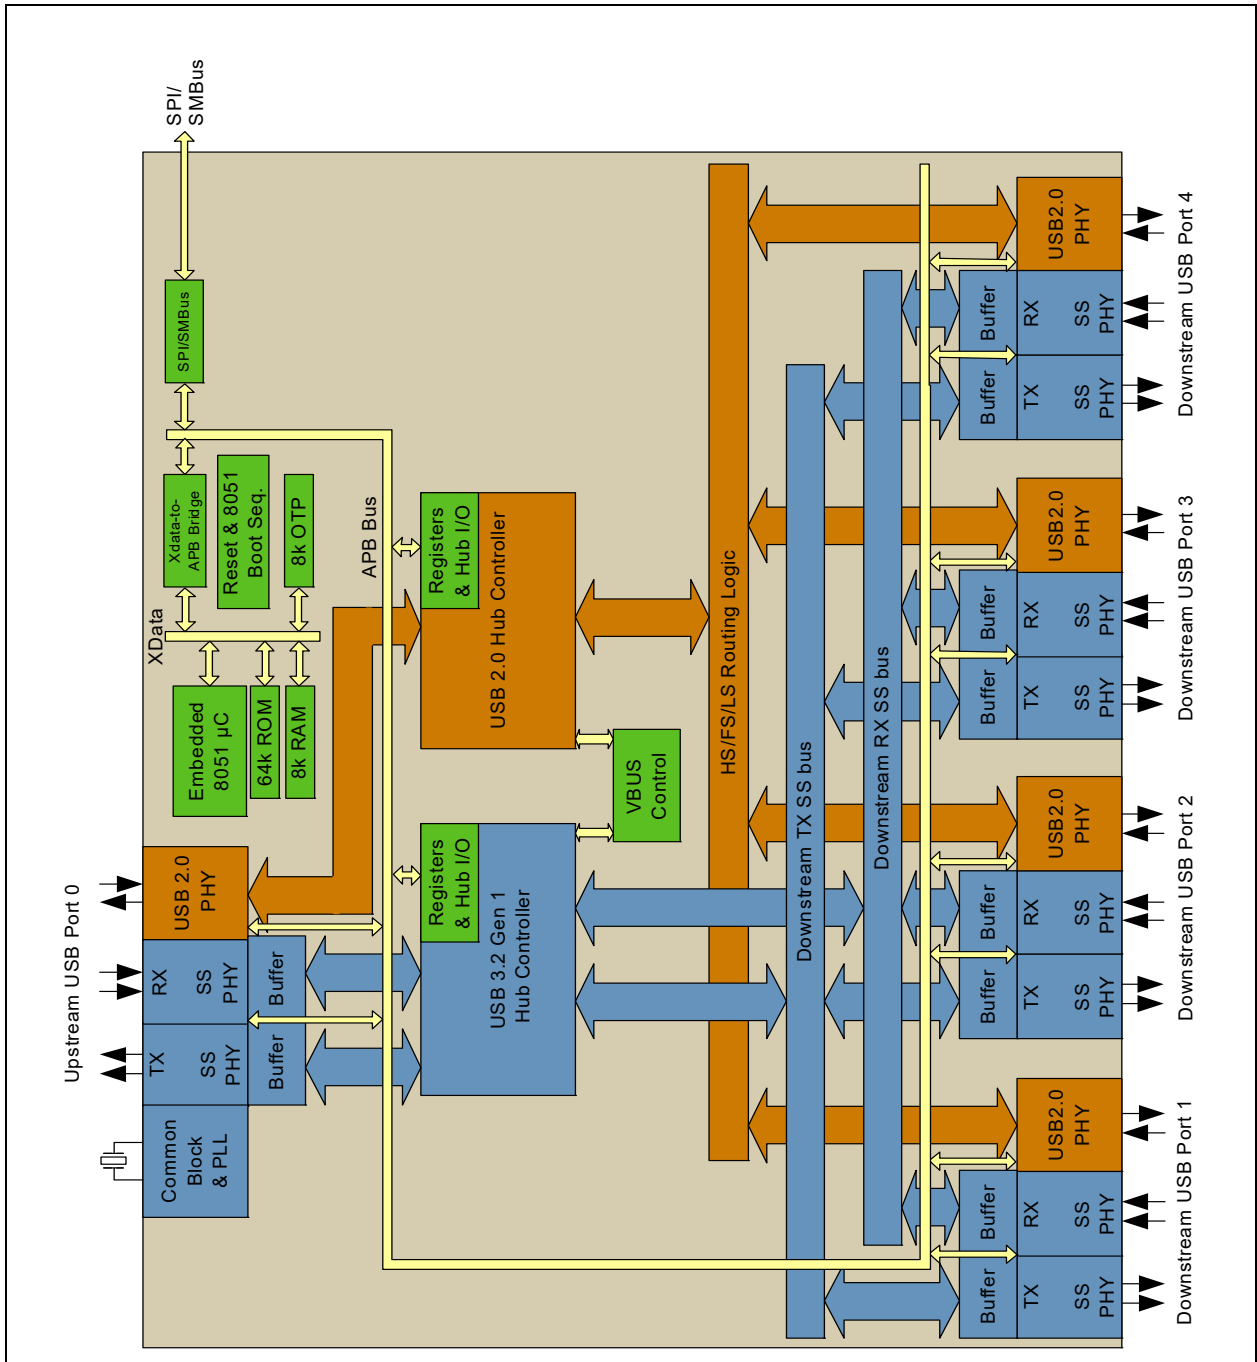 SPI/
SMBus
SPI/SMBus
Xdata-to-
APB Bridge
Reset & 8051
Boot Seq.
8k OTP
XData
Embedded
8051 µC
64k ROM
8k RAM
APB Bus
Registers
& Hub I/O
USB 2.0 Hub Controller
VBUS
Control
Registers
& Hub I/O
USB 3.2 Gen 1
Hub Controller
Upstream USB Port 0
USB 2.0
PHY
RX
SS
PHY
Buffer
TX
SS
PHY
Buffer
Common
Block
& PLL
HS/FS/LS Routing Logic
Downstream TX SS bus
Downstream RX SS bus
USB2.0
PHY
Buffer
RX
SS
PHY
Buffer
TX
SS
PHY
Downstream USB Port 4
USB2.0
PHY
Buffer
RX
SS
PHY
Buffer
TX
SS
PHY
Downstream USB Port 3
USB2.0
PHY
Buffer
RX
SS
PHY
Buffer
TX
SS
PHY
Downstream USB Port 2
USB2.0
PHY
Buffer
RX
SS
PHY
Buffer
TX
SS
PHY
Downstream USB Port 1